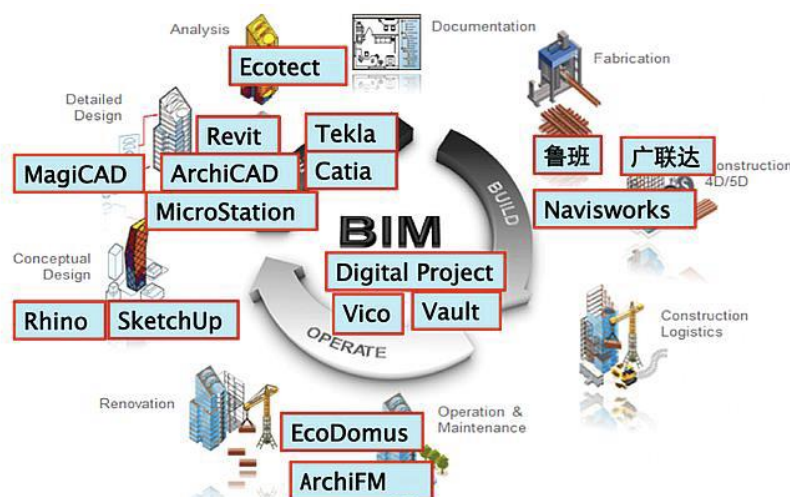 Analysis
Documentation
Ecotect
Fabrication
Detailed
Design
Revit
Tekla
鲁班
广联达
MagiCAD
ArchiCAD
Catia
4D/5D
MicroStation
BUILD
Navisworks
BIM
Conceptual
Design
Digital Project
Rhino
SketchUp
Vico
Vault
OPERATE
Construction
Logistics
Renovation
Operation &
Maintenance
EcoDomus
ArchiFM